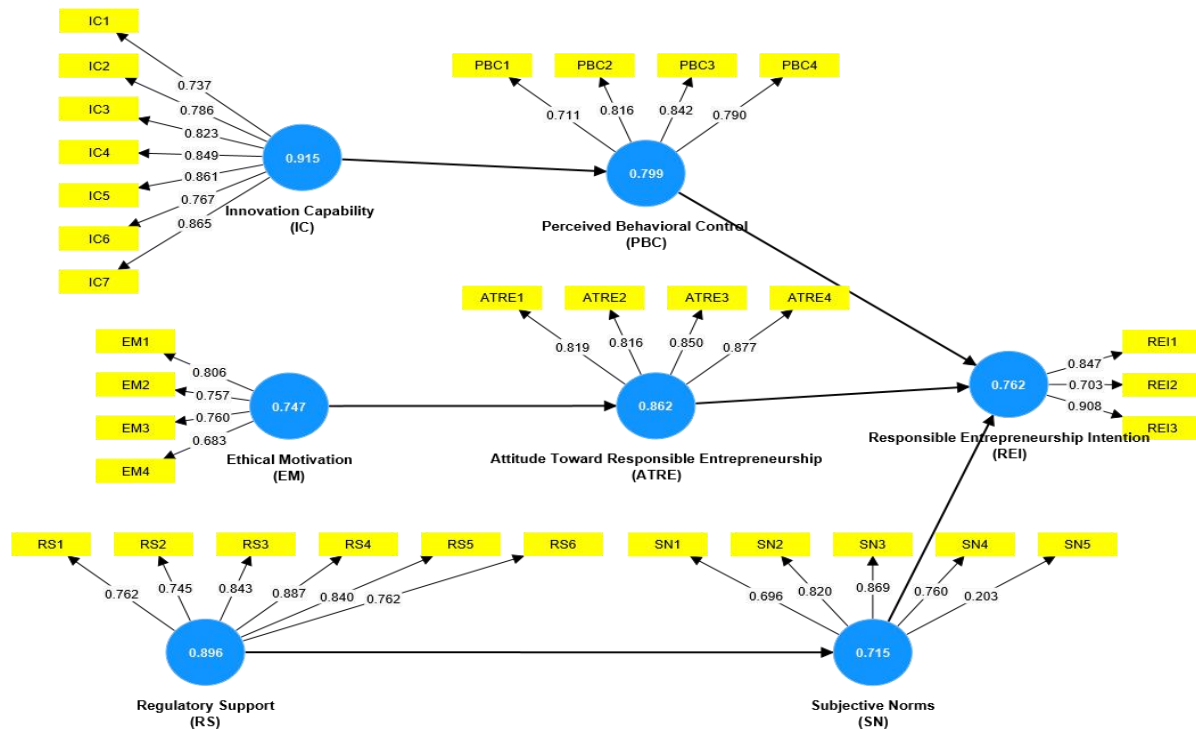 IC1
IC2
IC3
IC4
IC5
IC6
IC7
0.737
0.786
0.823
0.849
0.861
0.767
0.865
0.915
Innovation Capability
(IC)
PBC1
PBC2
PBC3
PBC4
0.711
0.816
0.842
0.790
0.799
Perceived Behavioral Control
(PBC)
EM1
EM2
EM3
EM4
0.806
0.757
0.760
0.683
0.747
Ethical Motivation
(EM)
ATRE1
ATRE2
ATRE3
ATRE4
0.819
0.816
0.850
0.877
0.862
Attitude Toward Responsible Entrepreneurship
(ATRE)
REI1
REI2
REI3
0.847
0.703
0.908
0.762
Responsible Entrepreneurship Intention
(REI)
RS1
RS2
RS3
RS4
RS5
RS6
0.762
0.745
0.843
0.887
0.840
0.762
0.896
Regulatory Support
(RS)
SN1
SN2
SN3
SN4
SN5
0.696
0.820
0.869
0.760
0.203
0.715
Subjective Norms
(SN)